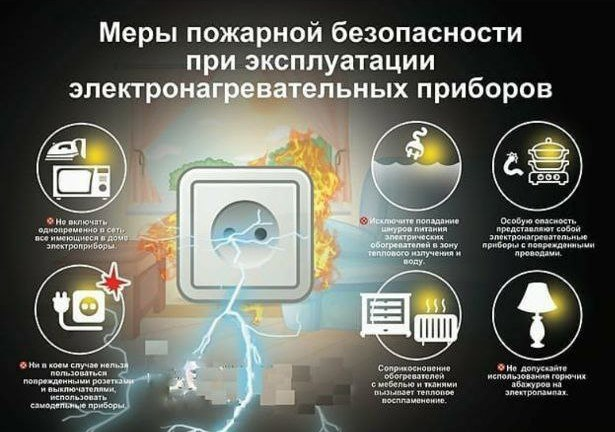 Меры пожарной безопасности
при эксплуатации
электронагревательных приборов
Не включать
одновременно в сеть
все имеющиеся в доме
электроприборы.
Исключите попадание
шнуров питания
электрических
обогревателей в зону
теплового излучения и
воду.
Особую опасность
представляют собой
электронагревательные
приборы с поврежденными
проводами.
Ни в коем случае нельзя
пользоваться
поврежденными розетками
и выключателями,
использовать
самодельные приборы.
Соприкосновение
обогревателей
с мебелью и тканями
вызывает тепловое
воспламенение.
Не допускайте
использования горючих
абажуров на
электролампах.